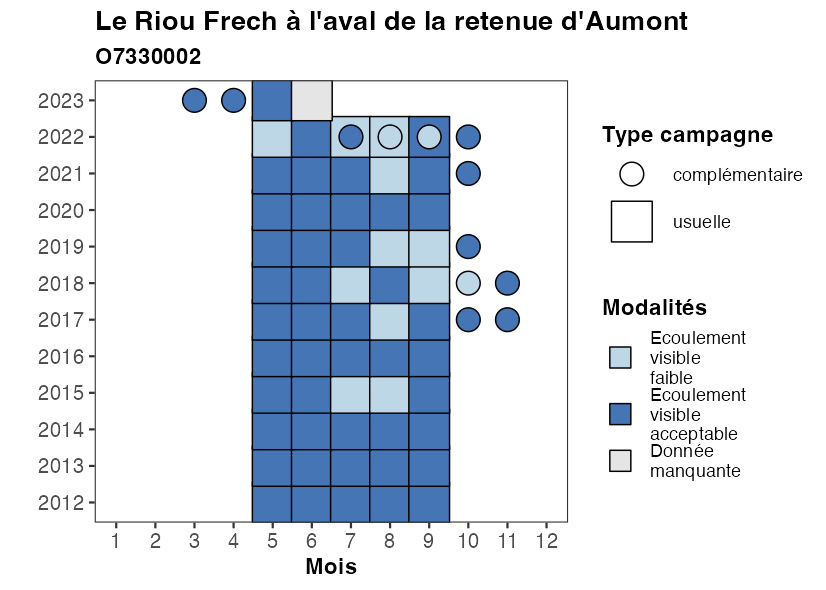 Le Riou Frech à l'aval de la retenue d'Aumont
O7330002
2023
2022
2021
2020
2019
2018
2017
2016
2015
2014
2013
2012
1 2 3 4 5 6 7 8 9 10 11 12
Mois
Type campagne
complémentaire
usuelle
Modalités
Ecoulement
visible
faible
Ecoulement
visible
acceptable
Donnée
manquante